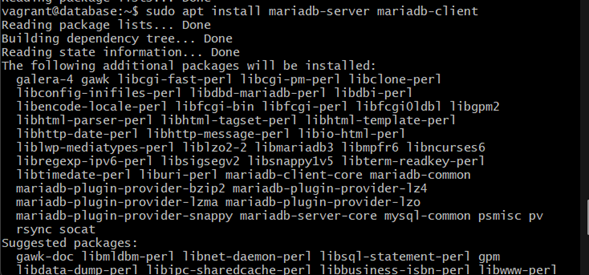 Reading package lists... Done
vagrant@database:~$ sudo apt install mariadb-server mariadb-client
Reading package lists... Done
Building dependency tree... Done
Reading state information... Done
The following additional packages will be installed:
galera-4 gawk libcgi-fast-perl libcgi-pm-perl libclone-perl
libconfig-inifiles-perl libdbd-mariadb-perl libdbi-perl
libencode-locale-perl libfcgi-bin libfcgi-perl libfcgi0ldbl libgpm2
libhtml-parser-perl libhtml-tagset-perl libhtml-template-perl
libhttp-date-perl libhttp-message-perl libio-html-perl
liblwp-mediatypes-perl liblzo2-2 libmariadb3 libmpfr6 libncurses6
libregexp-ipv6-perl libsigsegv2 libsnappy1v5 libterm-readkey-perl
libtimedate-perl liburi-perl mariadb-client-core mariadb-common
mariadb-plugin-provider-bzip2 mariadb-plugin-provider-lz4
mariadb-plugin-provider-lzma mariadb-plugin-provider-lzo
mariadb-plugin-provider-snappy mariadb-server-core mysql-common psmisc pv
rsync socat
Suggested packages:
gawk-doc libmldbm-perl libnet-daemon-perl libsql-statement-perl gpm
libdata-dump-perl libipc-sharedcache-perl libbusiness-isbn-perl libwww-perl